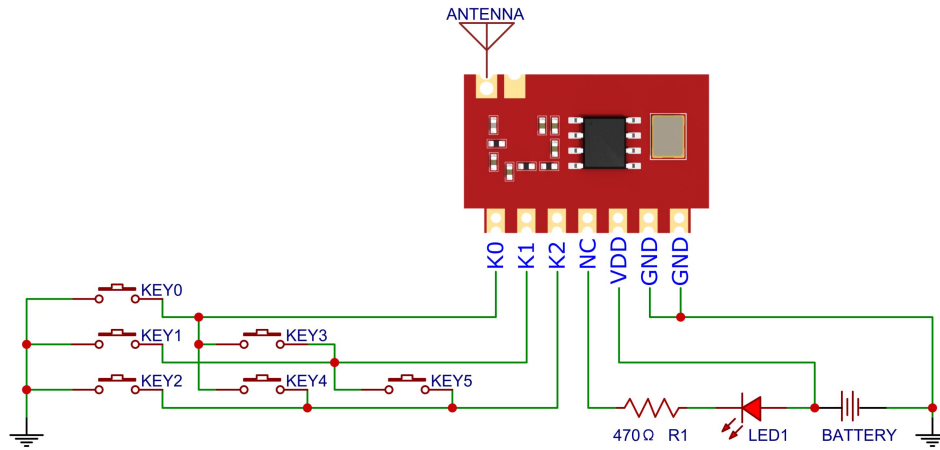 ANTENNA
K0
K1
K2
NC
VDD
GND
GND
KEY0
KEY1
KEY3
KEY2
KEY4
KEY5
470Ω R1
LED1
BATTERY